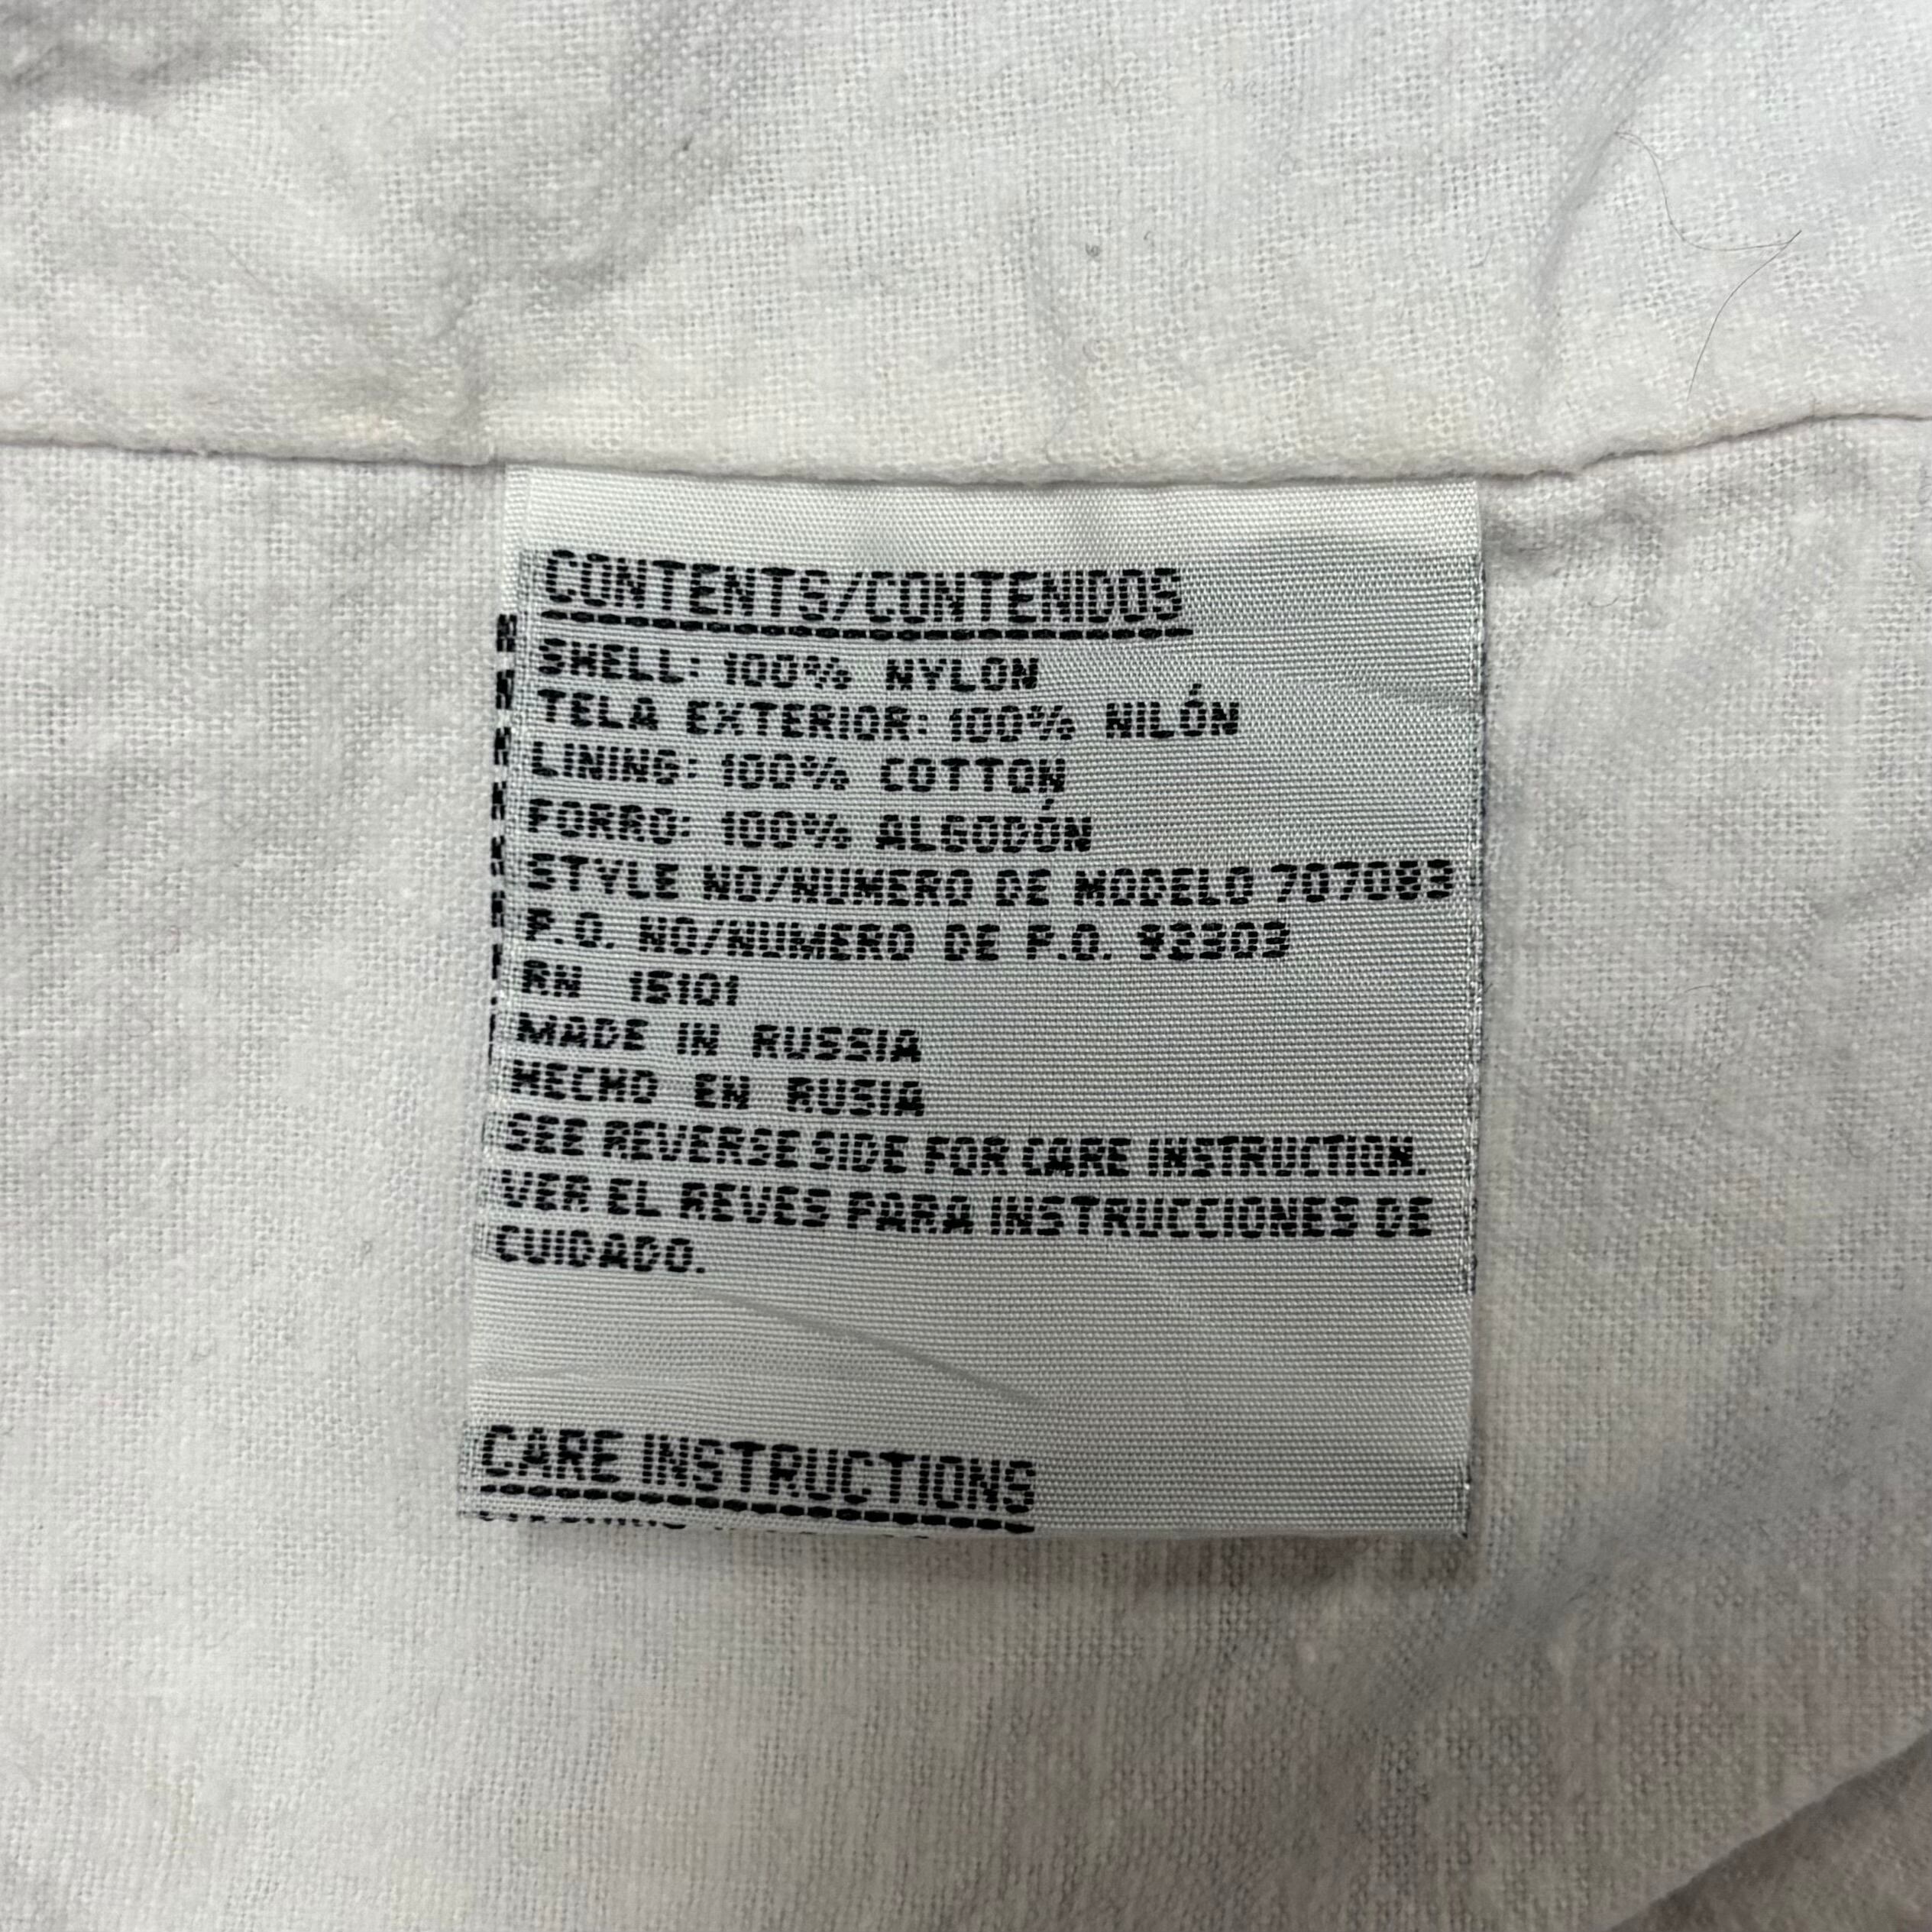 CONTENTS/CONTENIDOS
SHELL: 100% NYLON
TELA EXTERIOR: 100% NILÓN
LINING: 100% COTTON
FORRO: 100% ALGODÓN
STYLE NO/NUMERO DE MODELO 707083
P.O. NO/NUMERO DE P.O. 92303
RN 15101
MADE IN RUSSIA
HECHO EN RUSIA
SEE REVERSE SIDE FOR CARE INSTRUCTION.
VER EL REVES PARA INSTRUCCIONES DE
CUIDADO.
CARE INSTRUCTIONS